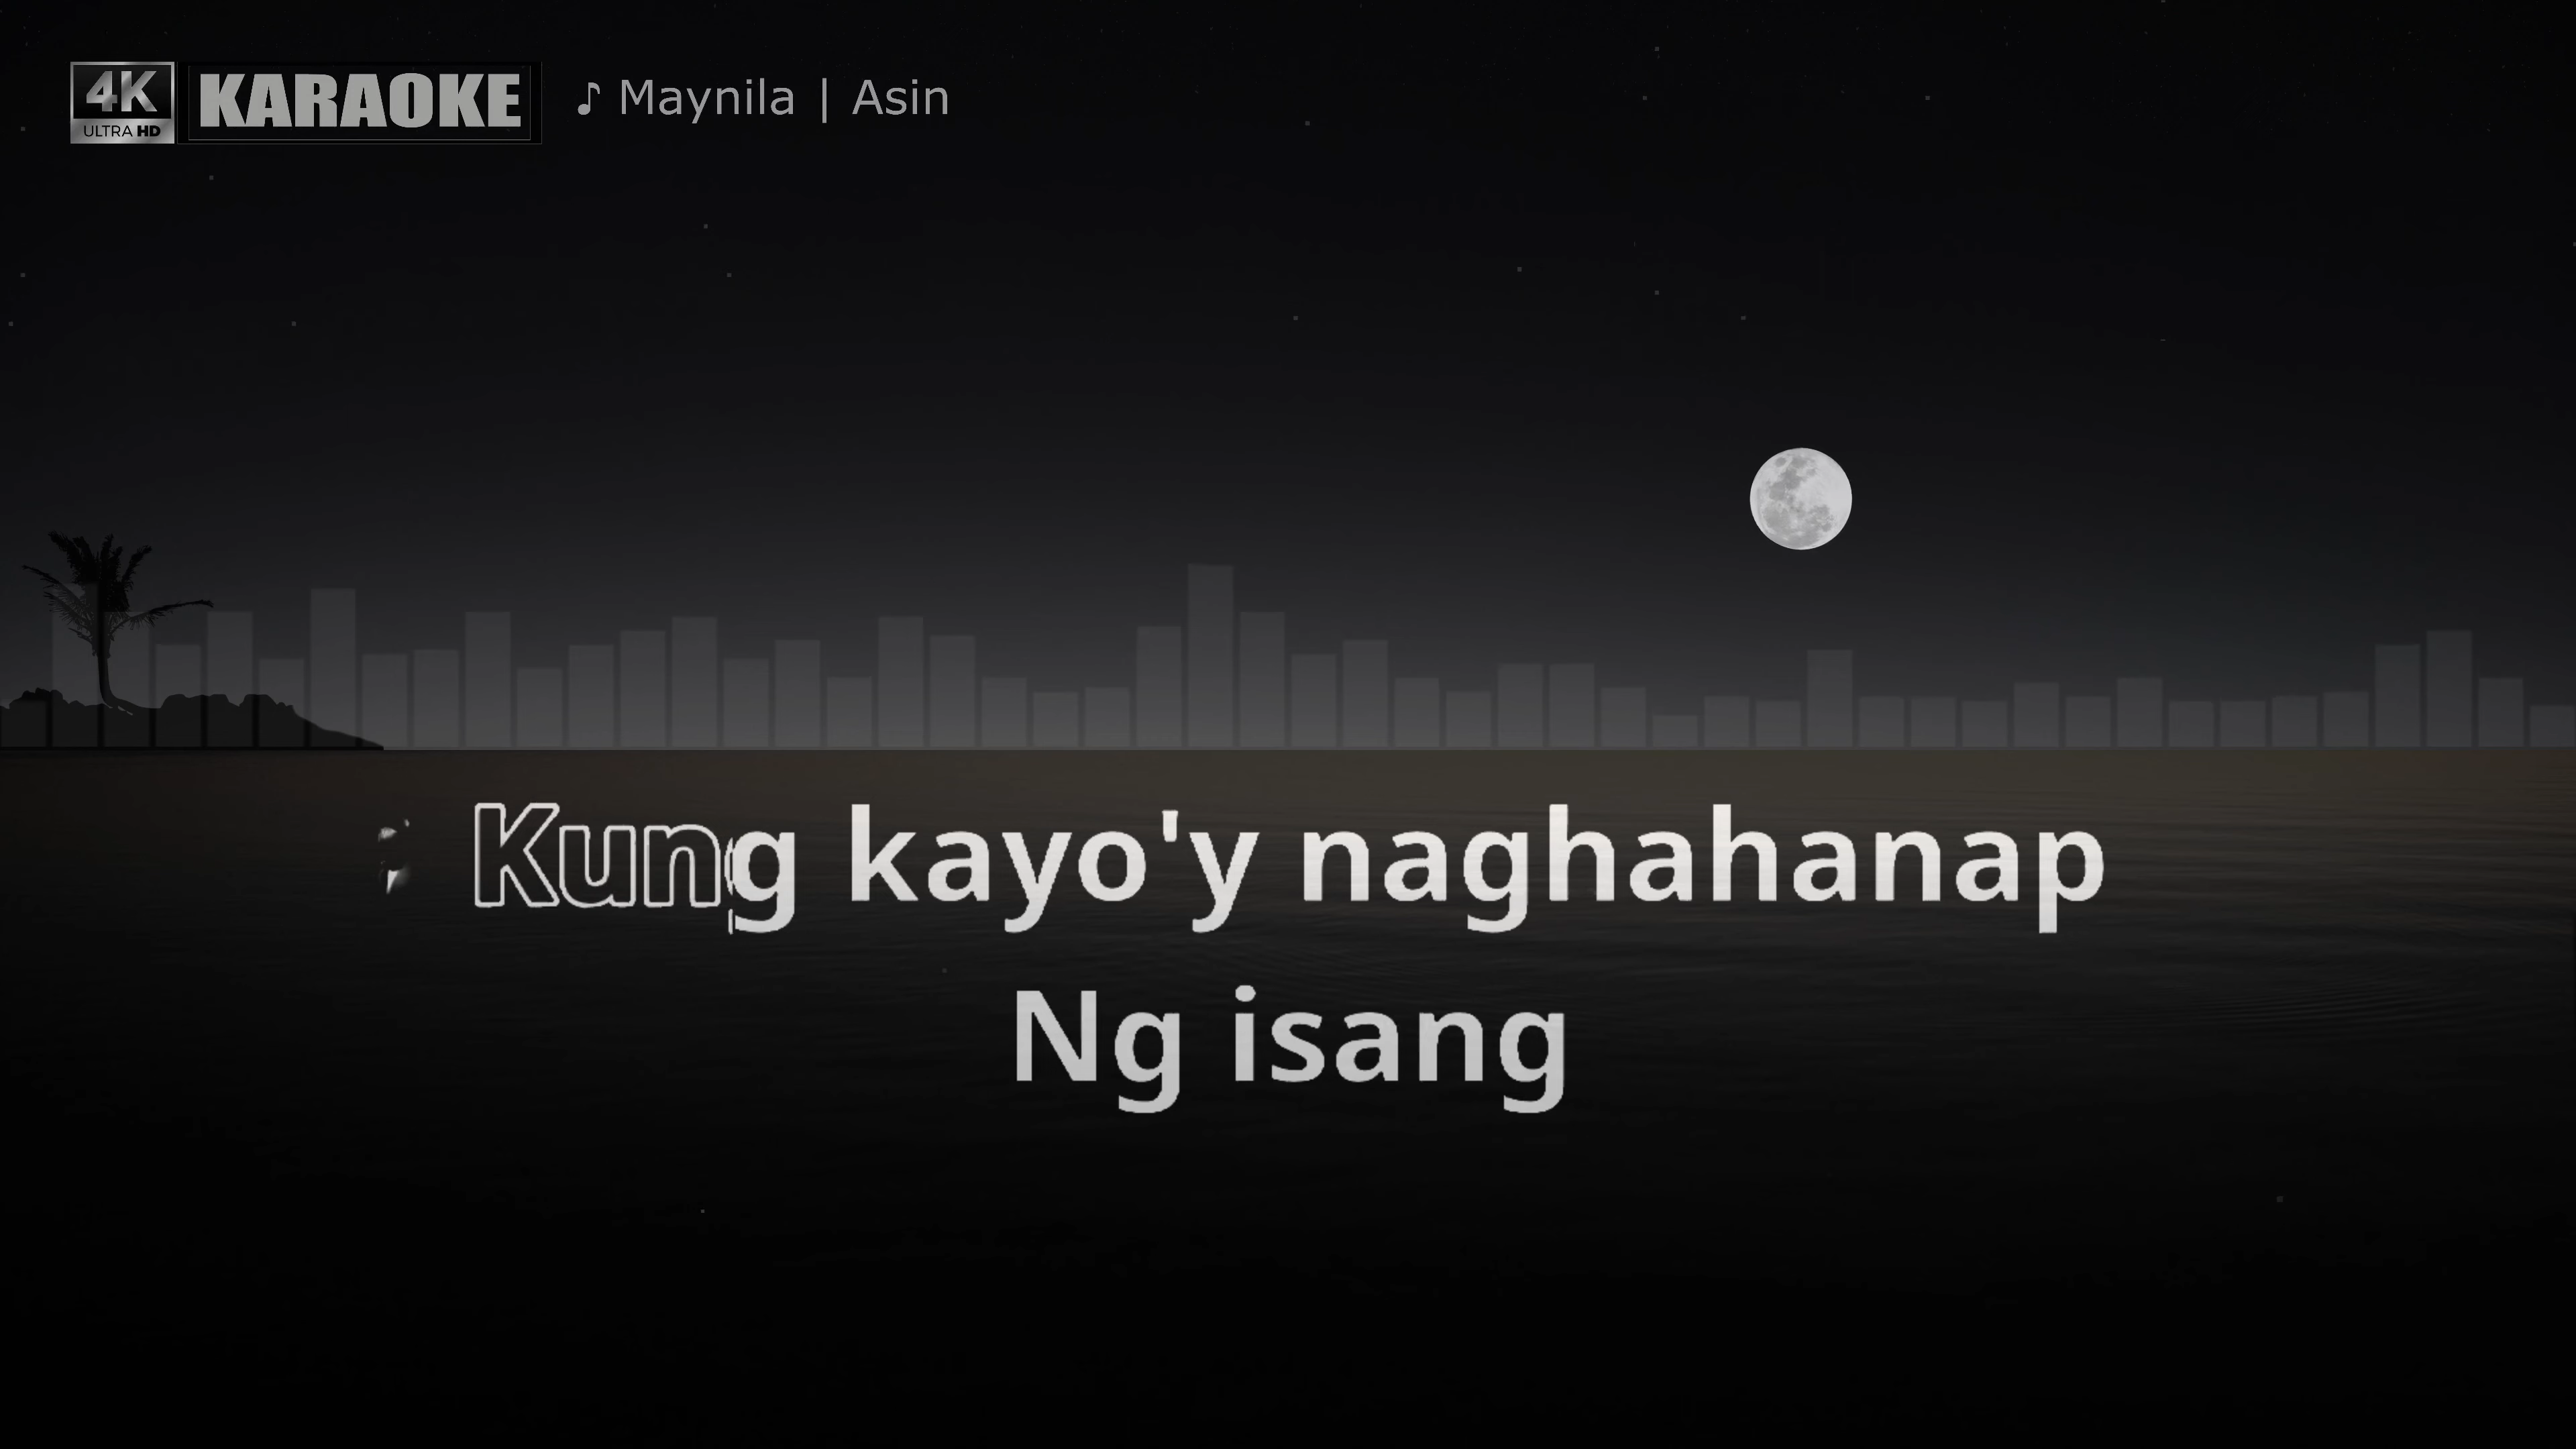 4K ULTRA HD KARAOKE ♪ Maynila | Asin
Kung kayo'y naghahanap
Ng isang